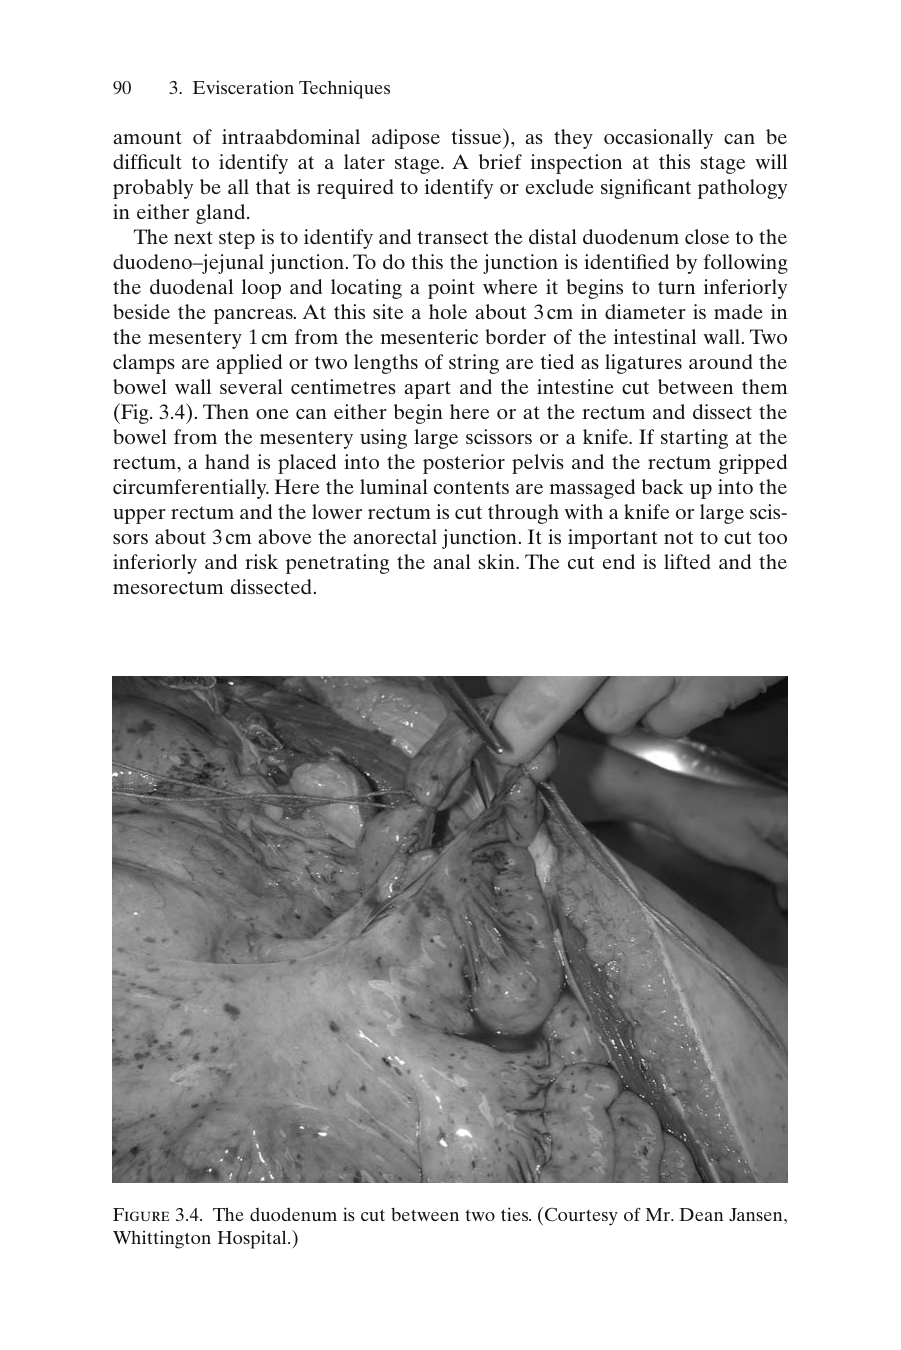 90 3. Evisceration Techniques
amount of intraabdominal adipose tissue), as they occasionally can be
difficult to identify at a later stage. A brief inspection at this stage will
probably be all that is required to identify or exclude significant pathology
in either gland.
The next step is to identify and transect the distal duodenum close to the
duodeno–jejunal junction. To do this the junction is identified by following
the duodenal loop and locating a point where it begins to turn inferiorly
beside the pancreas. At this site a hole about 3 cm in diameter is made in
the mesentery 1 cm from the mesenteric border of the intestinal wall. Two
clamps are applied or two lengths of string are tied as ligatures around the
bowel wall several centimetres apart and the intestine cut between them
(Fig. 3.4). Then one can either begin here or at the rectum and dissect the
bowel from the mesentery using large scissors or a knife. If starting at the
rectum, a hand is placed into the posterior pelvis and the rectum gripped
circumferentially. Here the luminal contents are massaged back up into the
upper rectum and the lower rectum is cut through with a knife or large scis-
sors about 3 cm above the anorectal junction. It is important not to cut too
inferiorly and risk penetrating the anal skin. The cut end is lifted and the
mesorectum dissected.
FIGURE 3.4. The duodenum is cut between two ties. (Courtesy of Mr. Dean Jansen,
Whittington Hospital.)